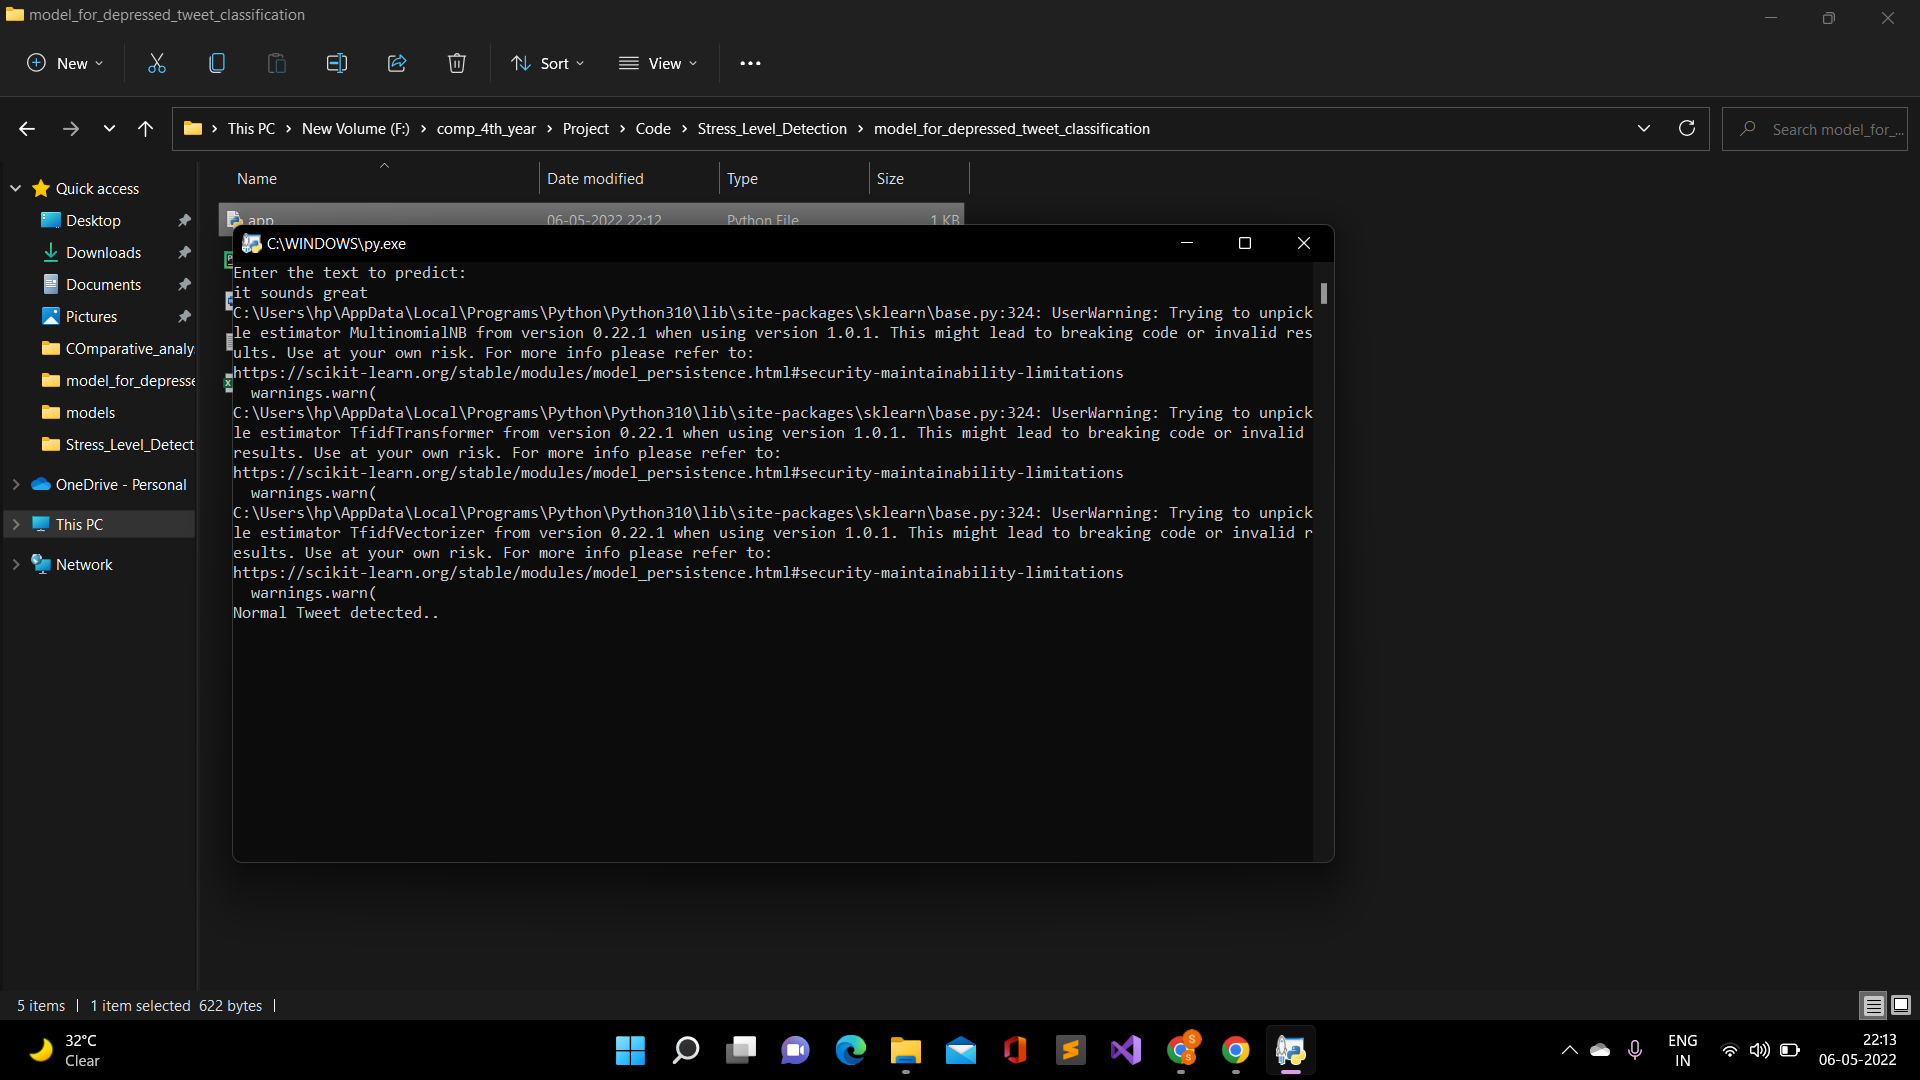 model_for_depressed_tweet_classification
New
Sort
View
This PC
New Volume (F:)
comp_4th_year
Project
Code
Stress_Level_Detection
model_for_depressed_tweet_classification
Search model_for_...
Quick access
Desktop
Downloads
Documents
Pictures
COmparative_analy
model_for_depresse
models
Stress_Level_Detect
OneDrive - Personal
This PC
Network
Name
Date modified
Type
Size
app
06-05-2022 22:12
Python File
1 KB
C:\WINDOWS\py.exe
Enter the text to predict:
it sounds great
C:\Users\hp\AppData\Local\Programs\Python\Python310\lib\site-packages\sklearn\base.py:324: UserWarning: Trying to unpick
le estimator MultinomialNB from version 0.22.1 when using version 1.0.1. This might lead to breaking code or invalid res
ults. Use at your own risk. For more info please refer to:
https://scikit-learn.org/stable/modules/model_persistence.html#security-maintainability-limitations
warnings.warn(
C:\Users\hp\AppData\Local\Programs\Python\Python310\lib\site-packages\sklearn\base.py:324: UserWarning: Trying to unpick
le estimator TfidfTransformer from version 0.22.1 when using version 1.0.1. This might lead to breaking code or invalid
results. Use at your own risk. For more info please refer to:
https://scikit-learn.org/stable/modules/model_persistence.html#security-maintainability-limitations
warnings.warn(
C:\Users\hp\AppData\Local\Programs\Python\Python310\lib\site-packages\sklearn\base.py:324: UserWarning: Trying to unpick
le estimator TfidfVectorizer from version 0.22.1 when using version 1.0.1. This might lead to breaking code or invalid r
esults. Use at your own risk. For more info please refer to:
https://scikit-learn.org/stable/modules/model_persistence.html#security-maintainability-limitations
warnings.warn(
Normal Tweet detected..
5 items
1 item selected 622 bytes
32°C
Clear
ENG
IN
22:13
06-05-2022